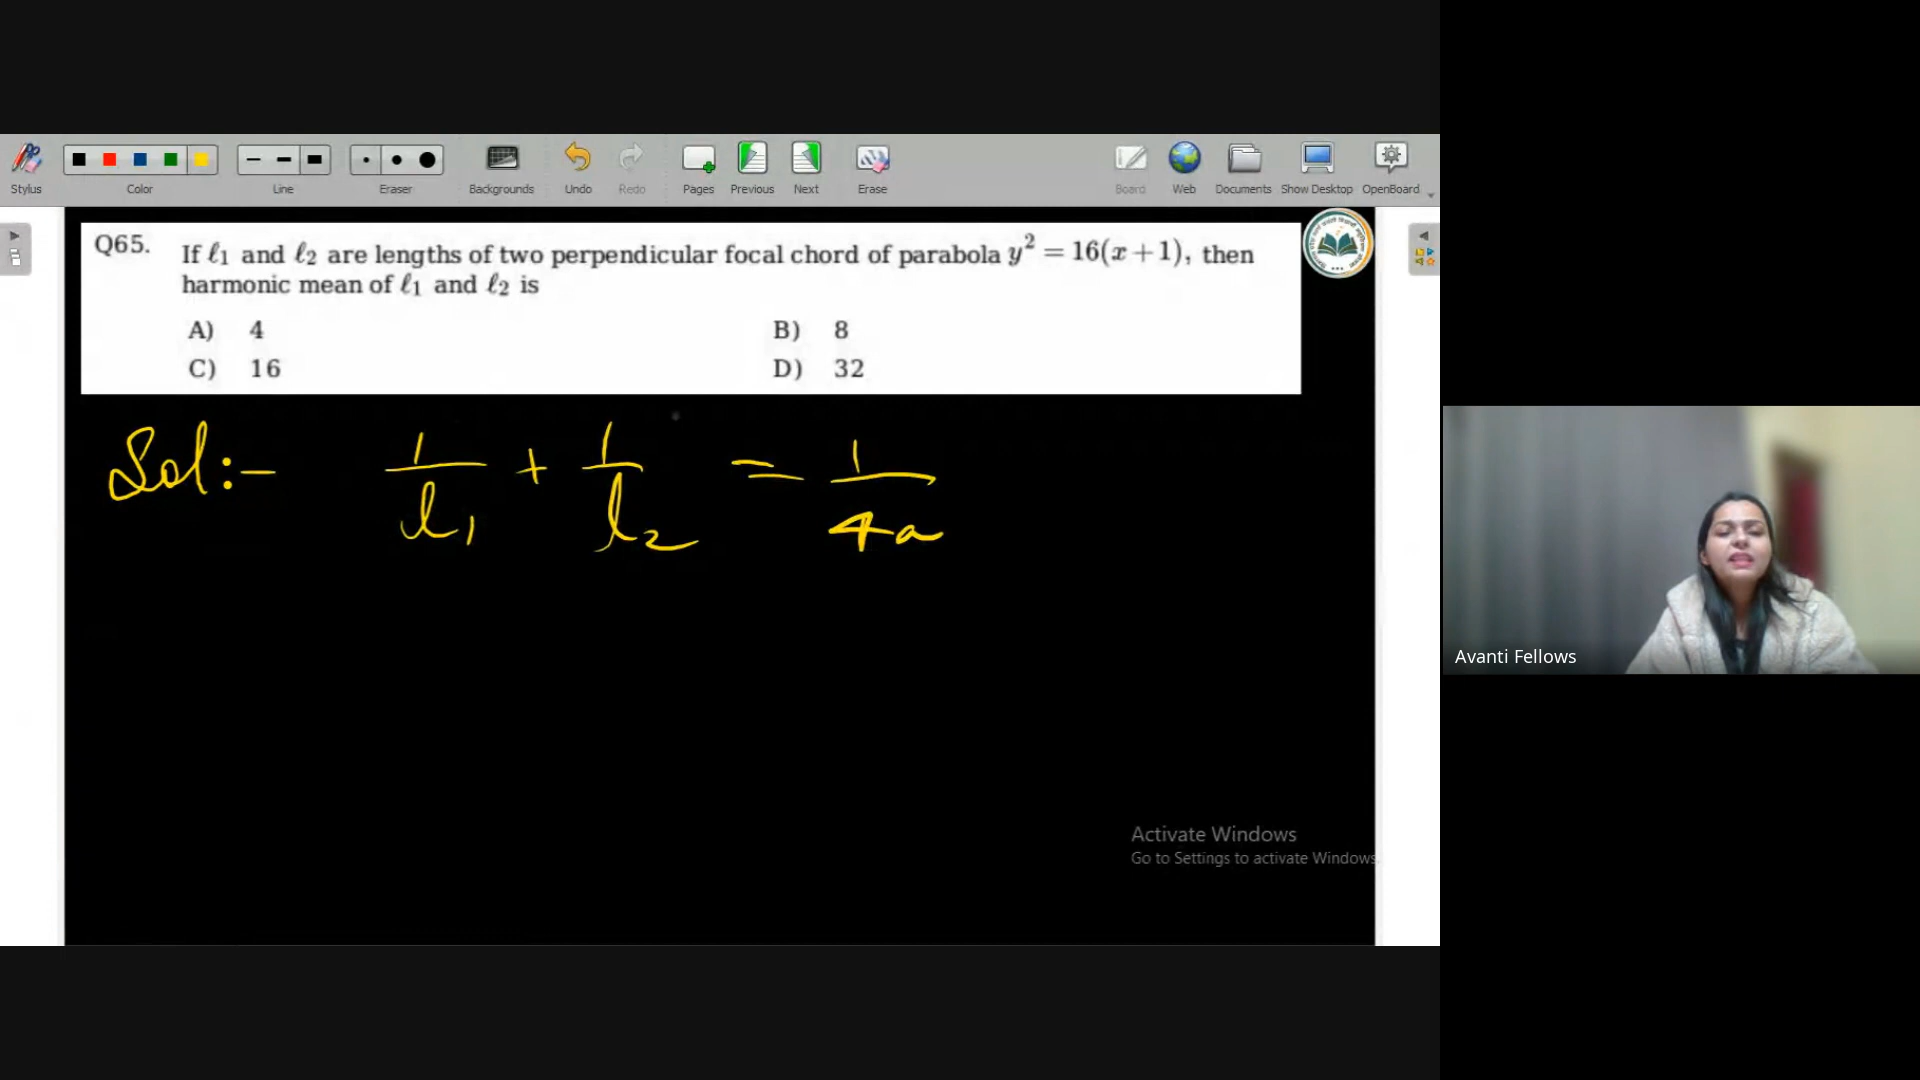 Stylus
Color
Line
Eraser
Backgrounds
Undo
Redo
Pages
Previous
Next
Erase
Board
Web
Documents
Show Desktop
OpenBoard
Q65. If ℓ₁ and ℓ₂ are lengths of two perpendicular focal chord of parabola y² = 16(x + 1), then
harmonic mean of ℓ₁ and ℓ₂ is
A) 4 B) 8
C) 16 D) 32
Sol:- 1/l₁ + 1/l₂ = 1/4a
Avanti Fellows
Activate Windows
Go to Settings to activate Windows.